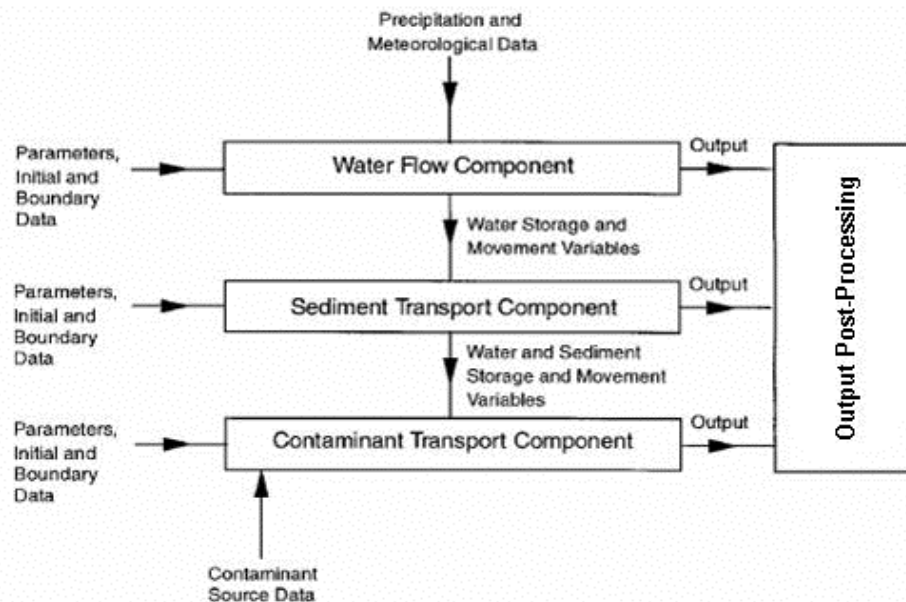 Precipitation and
Meteorological Data
Parameters,
Initial and
Boundary
Data
Water Flow Component
Output
Water Storage and
Movement Variables
Parameters,
Initial and
Boundary
Data
Sediment Transport Component
Output
Water and Sediment
Storage and Movement
Variables
Parameters,
Initial and
Boundary
Data
Contaminant Transport Component
Output
Contaminant
Source Data
Output Post-Processing